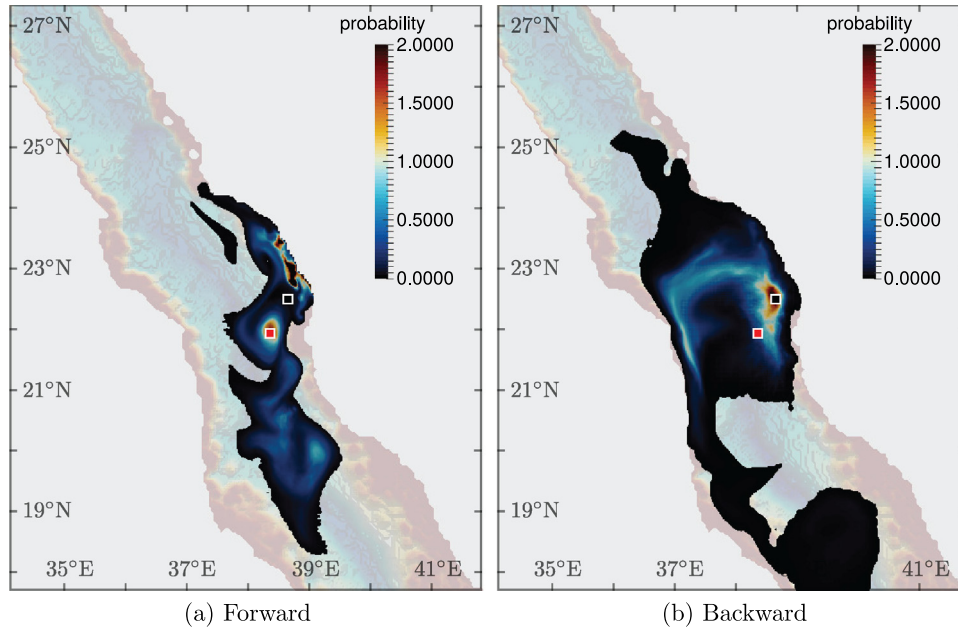 probability
2.0000
1.5000
1.0000
0.5000
0.0000
27°N
25°N
23°N
21°N
19°N
35°E
37°E
39°E
41°E
(a) Forward
probability
2.0000
1.5000
1.0000
0.5000
0.0000
27°N
25°N
23°N
21°N
19°N
35°E
37°E
39°E
41°E
(b) Backward